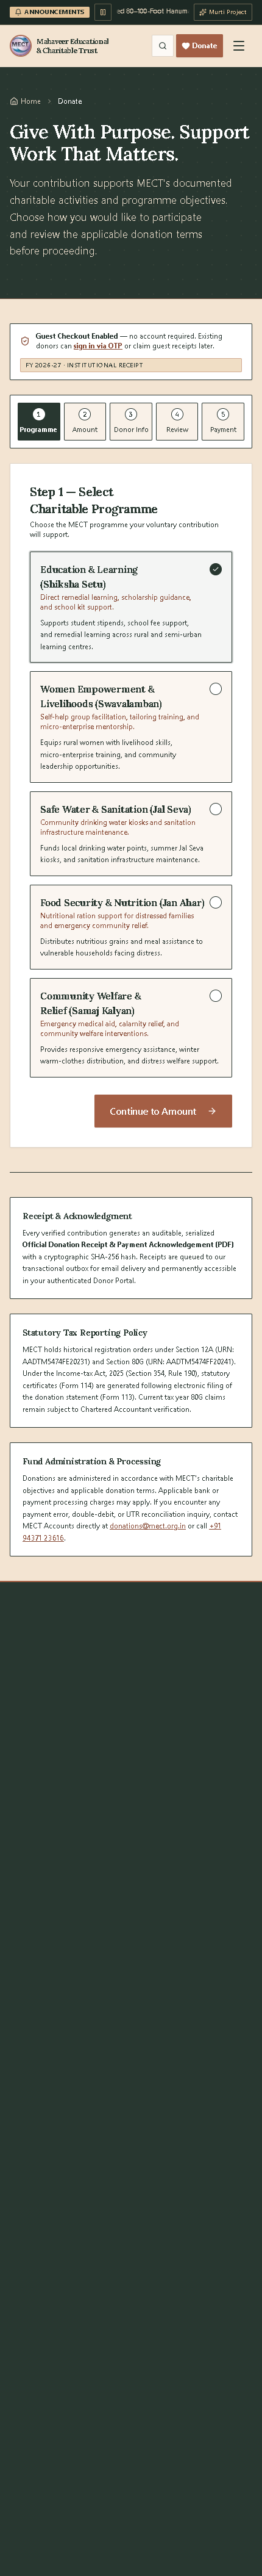 ANNOUNCEMENTS
ed 80–100-Foot Hanum
Murti Project
MECT
Mahaveer Educational
& Charitable Trust
Donate
Home > Donate
Give With Purpose. Support
Work That Matters.
Your contribution supports MECT's documented
charitable activities and programme objectives.
Choose how you would like to participate
and review the applicable donation terms
before proceeding.
Guest Checkout Enabled — no account required. Existing
donors can sign in via OTP or claim guest receipts later.
FY 2026-27 · INSTITUTIONAL RECEIPT
1
Programme
2
Amount
3
Donor Info
4
Review
5
Payment
Step 1 — Select
Charitable Programme
Choose the MECT programme your voluntary contribution
will support.
Education & Learning
(Shiksha Setu)
Direct remedial learning, scholarship guidance,
and school kit support.
Supports student stipends, school fee support,
and remedial learning across rural and semi-urban
learning centres.
Women Empowerment &
Livelihoods (Swavalamban)
Self-help group facilitation, tailoring training, and
micro-enterprise mentorship.
Equips rural women with livelihood skills,
micro-enterprise training, and community
leadership opportunities.
Safe Water & Sanitation (Jal Seva)
Community drinking water kiosks and sanitation
infrastructure maintenance.
Funds local drinking water points, summer Jal Seva
kiosks, and sanitation infrastructure maintenance.
Food Security & Nutrition (Jan Ahar)
Nutritional ration support for distressed families
and emergency community relief.
Distributes nutritious grains and meal assistance to
vulnerable households facing distress.
Community Welfare &
Relief (Samaj Kalyan)
Emergency medical aid, calamity relief, and
community welfare interventions.
Provides responsive emergency assistance, winter
warm-clothes distribution, and distress welfare support.
Continue to Amount →
Receipt & Acknowledgment
Every verified contribution generates an auditable, serialized
Official Donation Receipt & Payment Acknowledgement (PDF)
with a cryptographic SHA-256 hash. Receipts are queued to our
transactional outbox for email delivery and permanently accessible
in your authenticated Donor Portal.
Statutory Tax Reporting Policy
MECT holds historical registration orders under Section 12A (URN:
AADTM5474FE20231) and Section 80G (URN: AADTM5474FF20241).
Under the Income-tax Act, 2025 (Section 354, Rule 190), statutory
certificates (Form 114) are generated following electronic filing of
the donation statement (Form 113). Current tax year 80G claims
remain subject to Chartered Accountant verification.
Fund Administration & Processing
Donations are administered in accordance with MECT's charitable
objectives and applicable donation terms. Applicable bank or
payment processing charges may apply. If you encounter any
payment error, double-debit, or UTR reconciliation inquiry, contact
MECT Accounts directly at donations@mect.org.in or call +91
94371 23616.